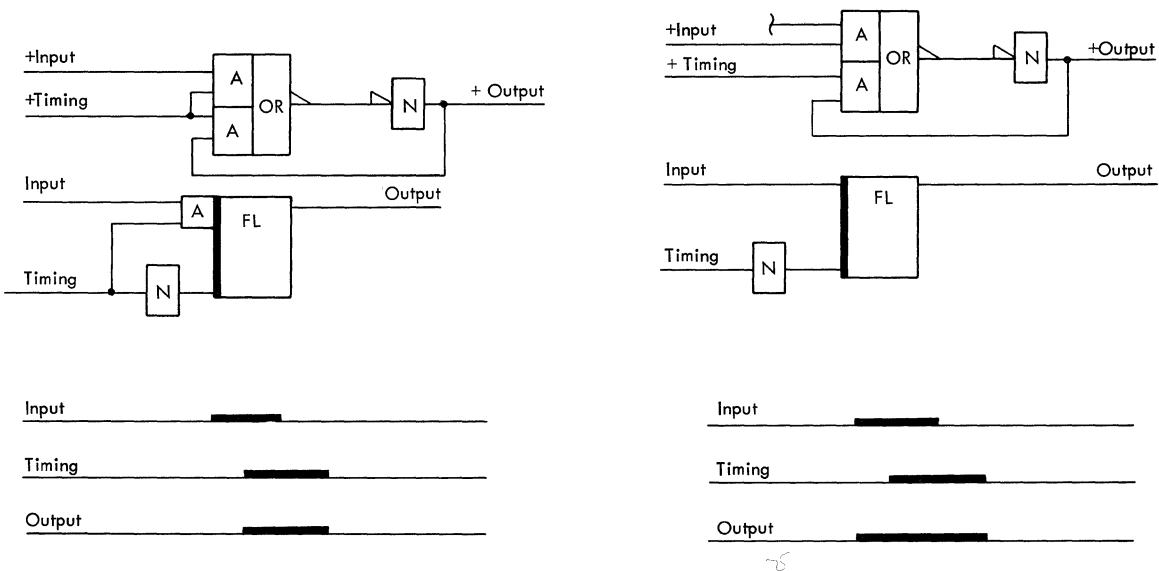 +Input
A
+Timing
OR
N
+ Output
A
Input
Output
A
FL
Timing
N
Input
Timing
Output
+Input
A
OR
N
+Output
+ Timing
A
Input
Output
FL
Timing
N
Input
Timing
Output